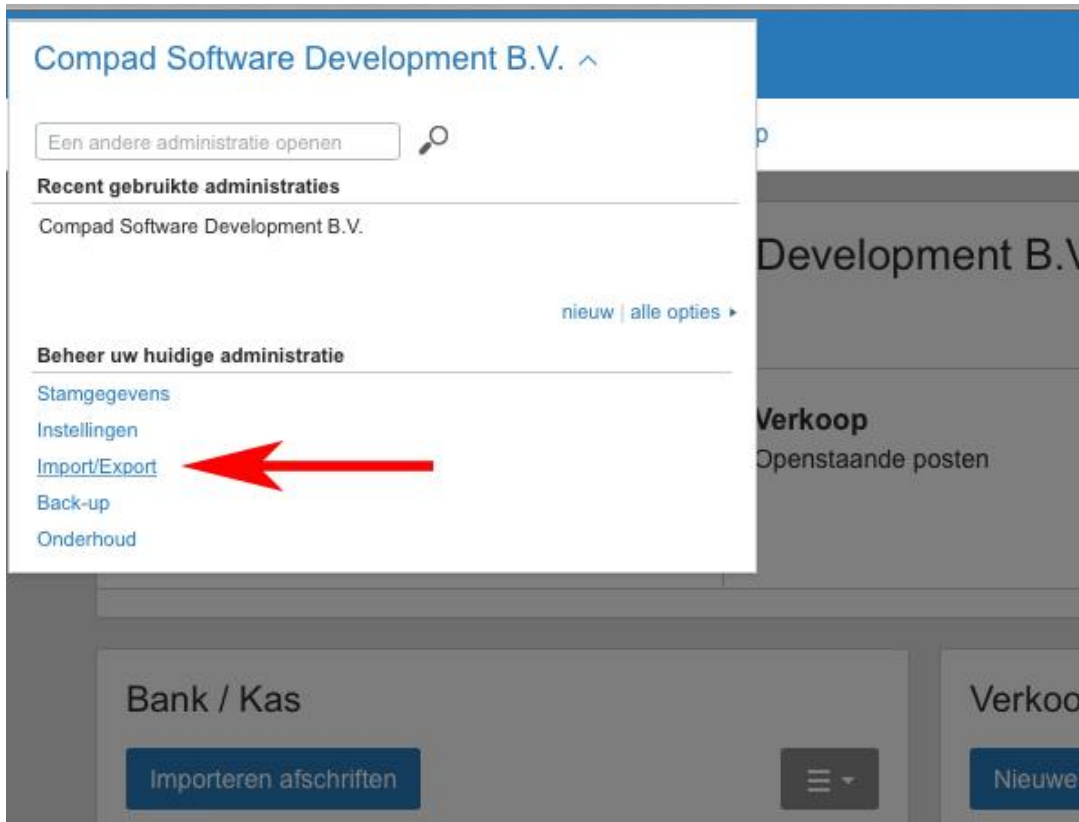 Compad Software Development B.V.
Een andere administratie openen
Recent gebruikte administraties
Compad Software Development B.V.
nieuw | alle opties
Beheer uw huidige administratie
Stamgegevens
Instellingen
Import/Export
Back-up
Onderhoud
p
Development B.V
Verkoop
Openstaande posten
Bank / Kas
Importeren afschriften
Verkoo
Nieuwe